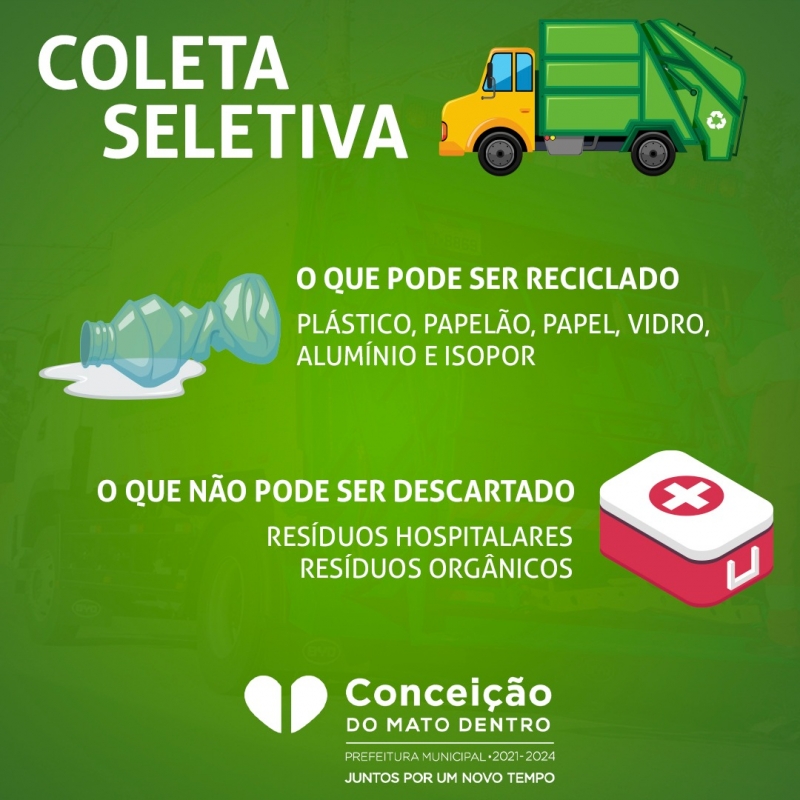 COLETA
SELETIVA
O QUE PODE SER RECICLADO
PLÁSTICO, PAPELÃO, PAPEL, VIDRO,
ALUMÍNIO E ISOPOR
O QUE NÃO PODE SER DESCARTADO
RESÍDUOS HOSPITALARES
RESÍDUOS ORGÂNICOS
Conceição
DO MATO DENTRO
PREFEITURA MUNICIPAL • 2021-2024
JUNTOS POR UM NOVO TEMPO